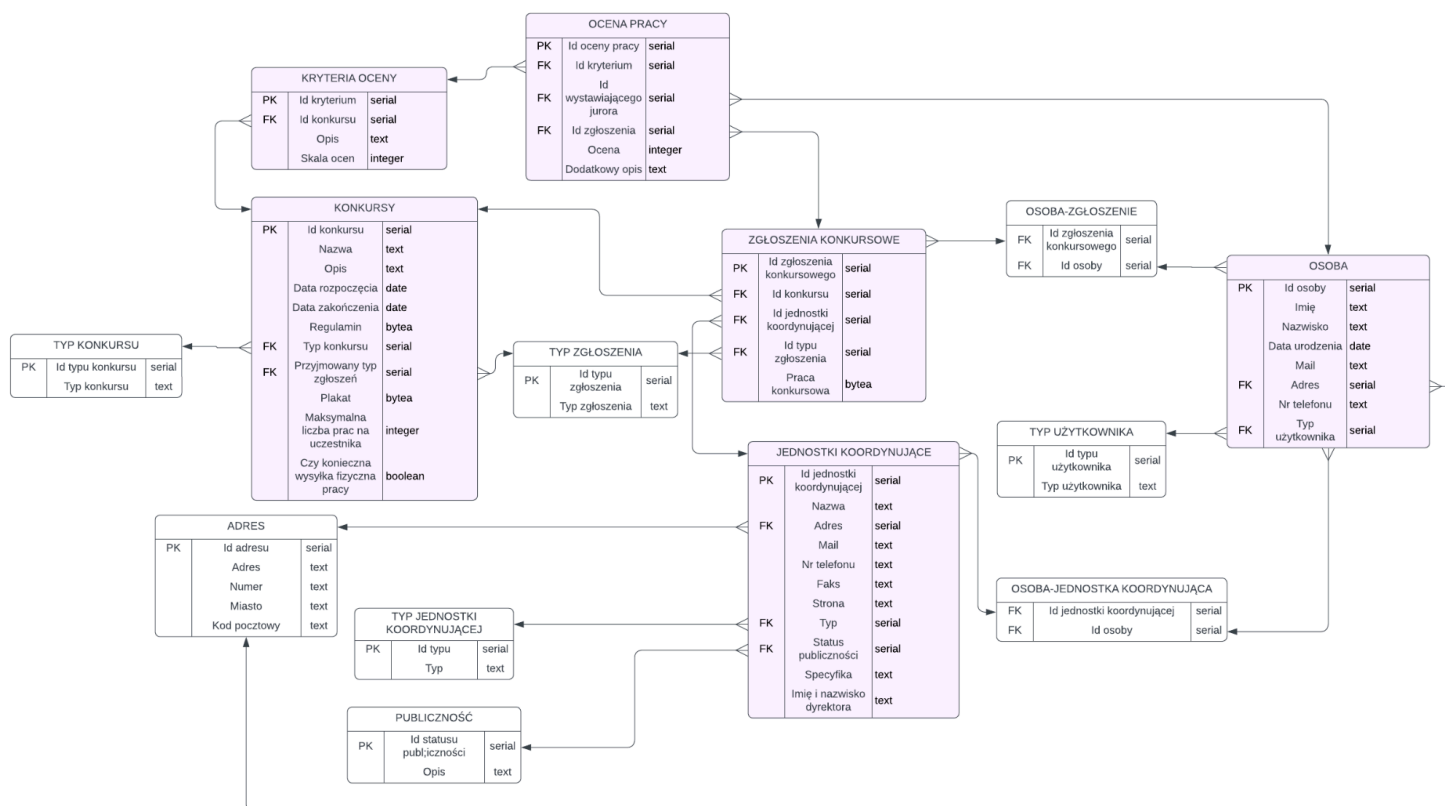 OCENA PRACY
PK Id oceny pracy serial
FK Id kryterium serial
Id
FK wystawiającego serial
jurora
FK Id zgłoszenia serial
Ocena integer
Dodatkowy opis text
KRYTERIA OCENY
PK Id kryterium serial
FK Id konkursu serial
Opis text
Skala ocen integer
KONKURSY
PK Id konkursu serial
Nazwa text
Opis text
Data rozpoczęcia date
Data zakończenia date
Regulamin bytea
FK Typ konkursu serial
FK Przyjmowany typ serial
zgłoszeń
Plakat bytea
Maksymalna
liczba prac na integer
uczestnika
Czy konieczna
wysyłka fizyczna boolean
pracy
ZGŁOSZENIA KONKURSOWE
PK Id zgłoszenia serial
konkursowego
FK Id konkursu serial
FK Id jednostki serial
koordynującej
FK Id typu serial
zgłoszenia
Praca bytea
konkursowa
OSOBA-ZGŁOSZENIE
FK Id zgłoszenia serial
konkursowego
FK Id osoby serial
OSOBA
PK Id osoby serial
Imię text
Nazwisko text
Data urodzenia date
Mail text
FK Adres serial
Nr telefonu text
FK Typ serial
użytkownika
TYP KONKURSU
PK Id typu konkursu serial
Typ konkursu text
TYP ZGŁOSZENIA
PK Id typu serial
zgłoszenia
Typ zgłoszenia text
TYP UŻYTKOWNIKA
PK Id typu serial
użytkownika
Typ użytkownika text
JEDNOSTKI KOORDYNUJĄCE
PK Id jednostki serial
koordynującej
Nazwa text
FK Adres serial
Mail text
Nr telefonu text
Faks text
Strona text
FK Typ serial
FK Status serial
publiczności
Specyfika text
Imię i nazwisko text
dyrektora
ADRES
PK Id adresu serial
Adres text
Numer text
Miasto text
Kod pocztowy text
TYP JEDNOSTKI
KOORDYNUJĄCEJ
PK Id typu serial
Typ text
OSOBA-JEDNOSTKA KOORDYNUJĄCA
FK Id jednostki koordynującej serial
FK Id osoby serial
PUBLICZNOŚĆ
PK Id statusu serial
publ;iczności
Opis text